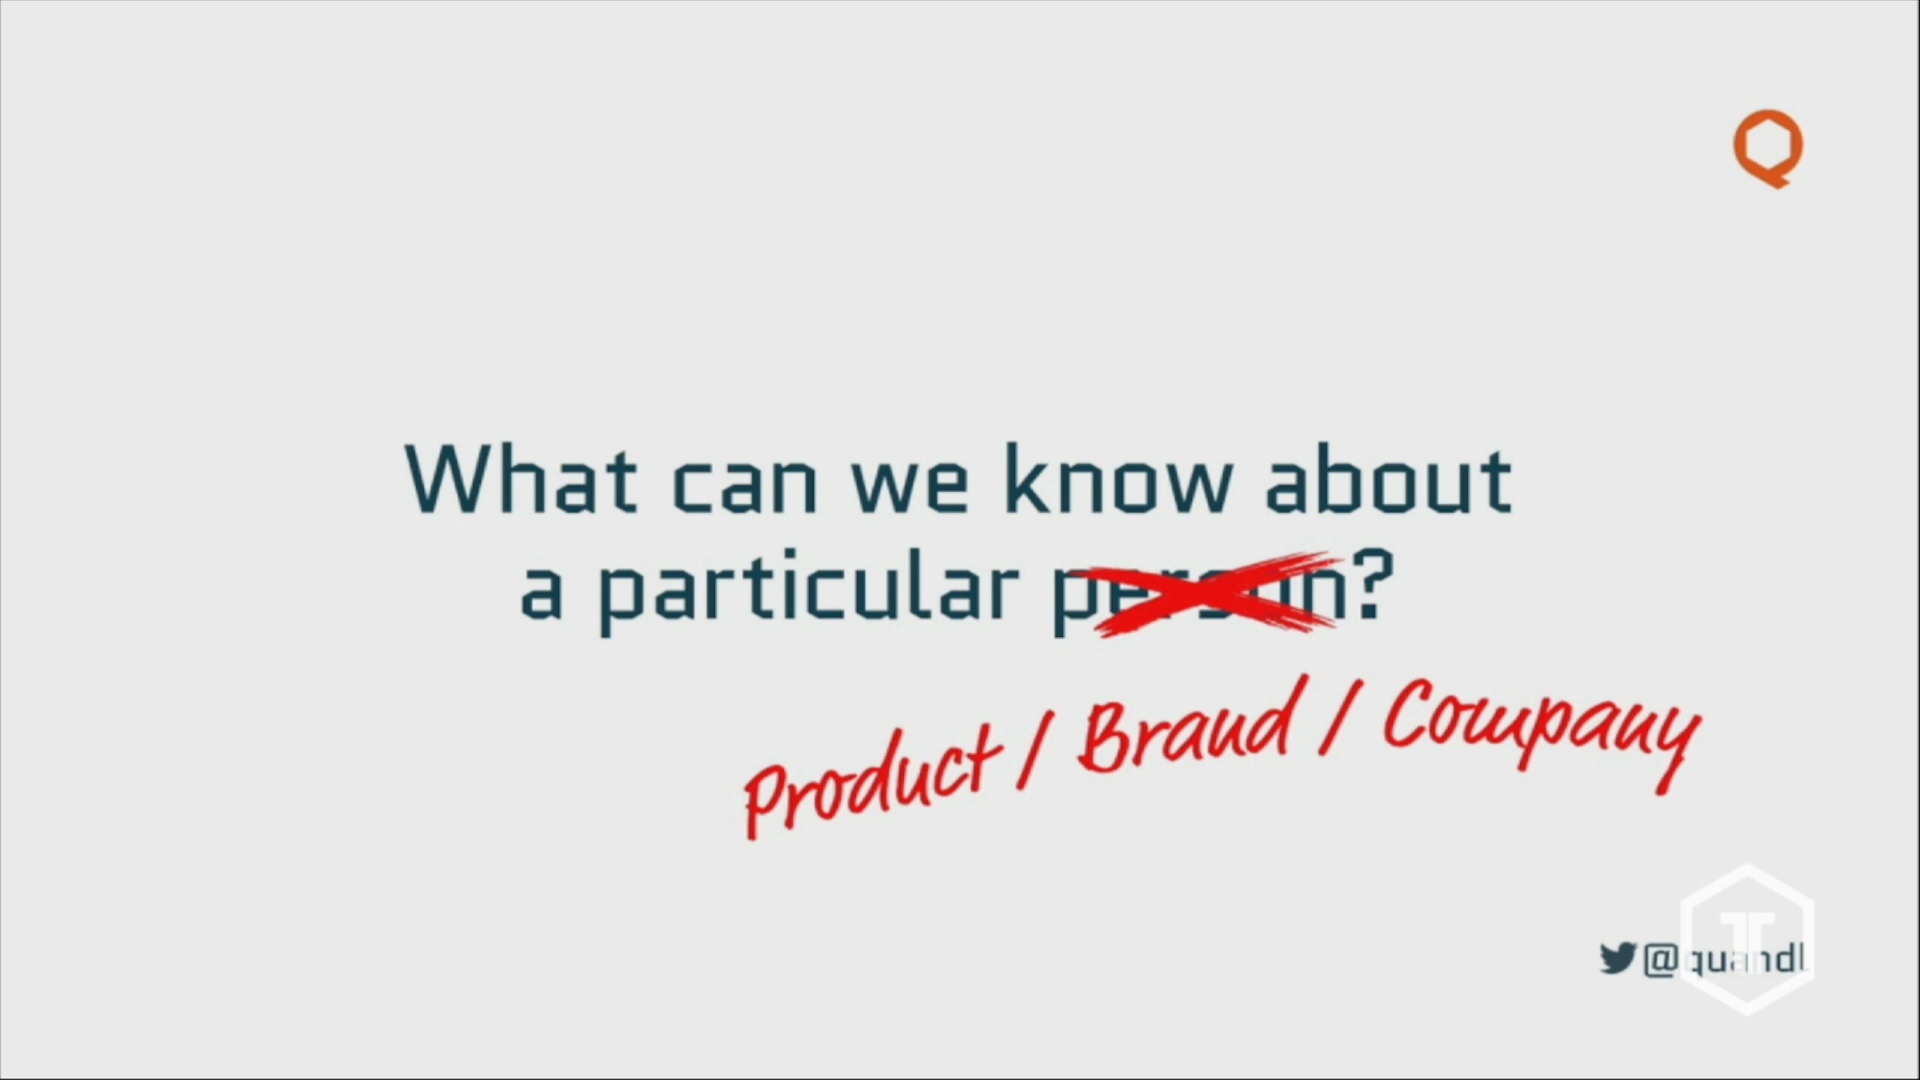 What can we know about
a particular person?
Product / Brand / Company
@quandl